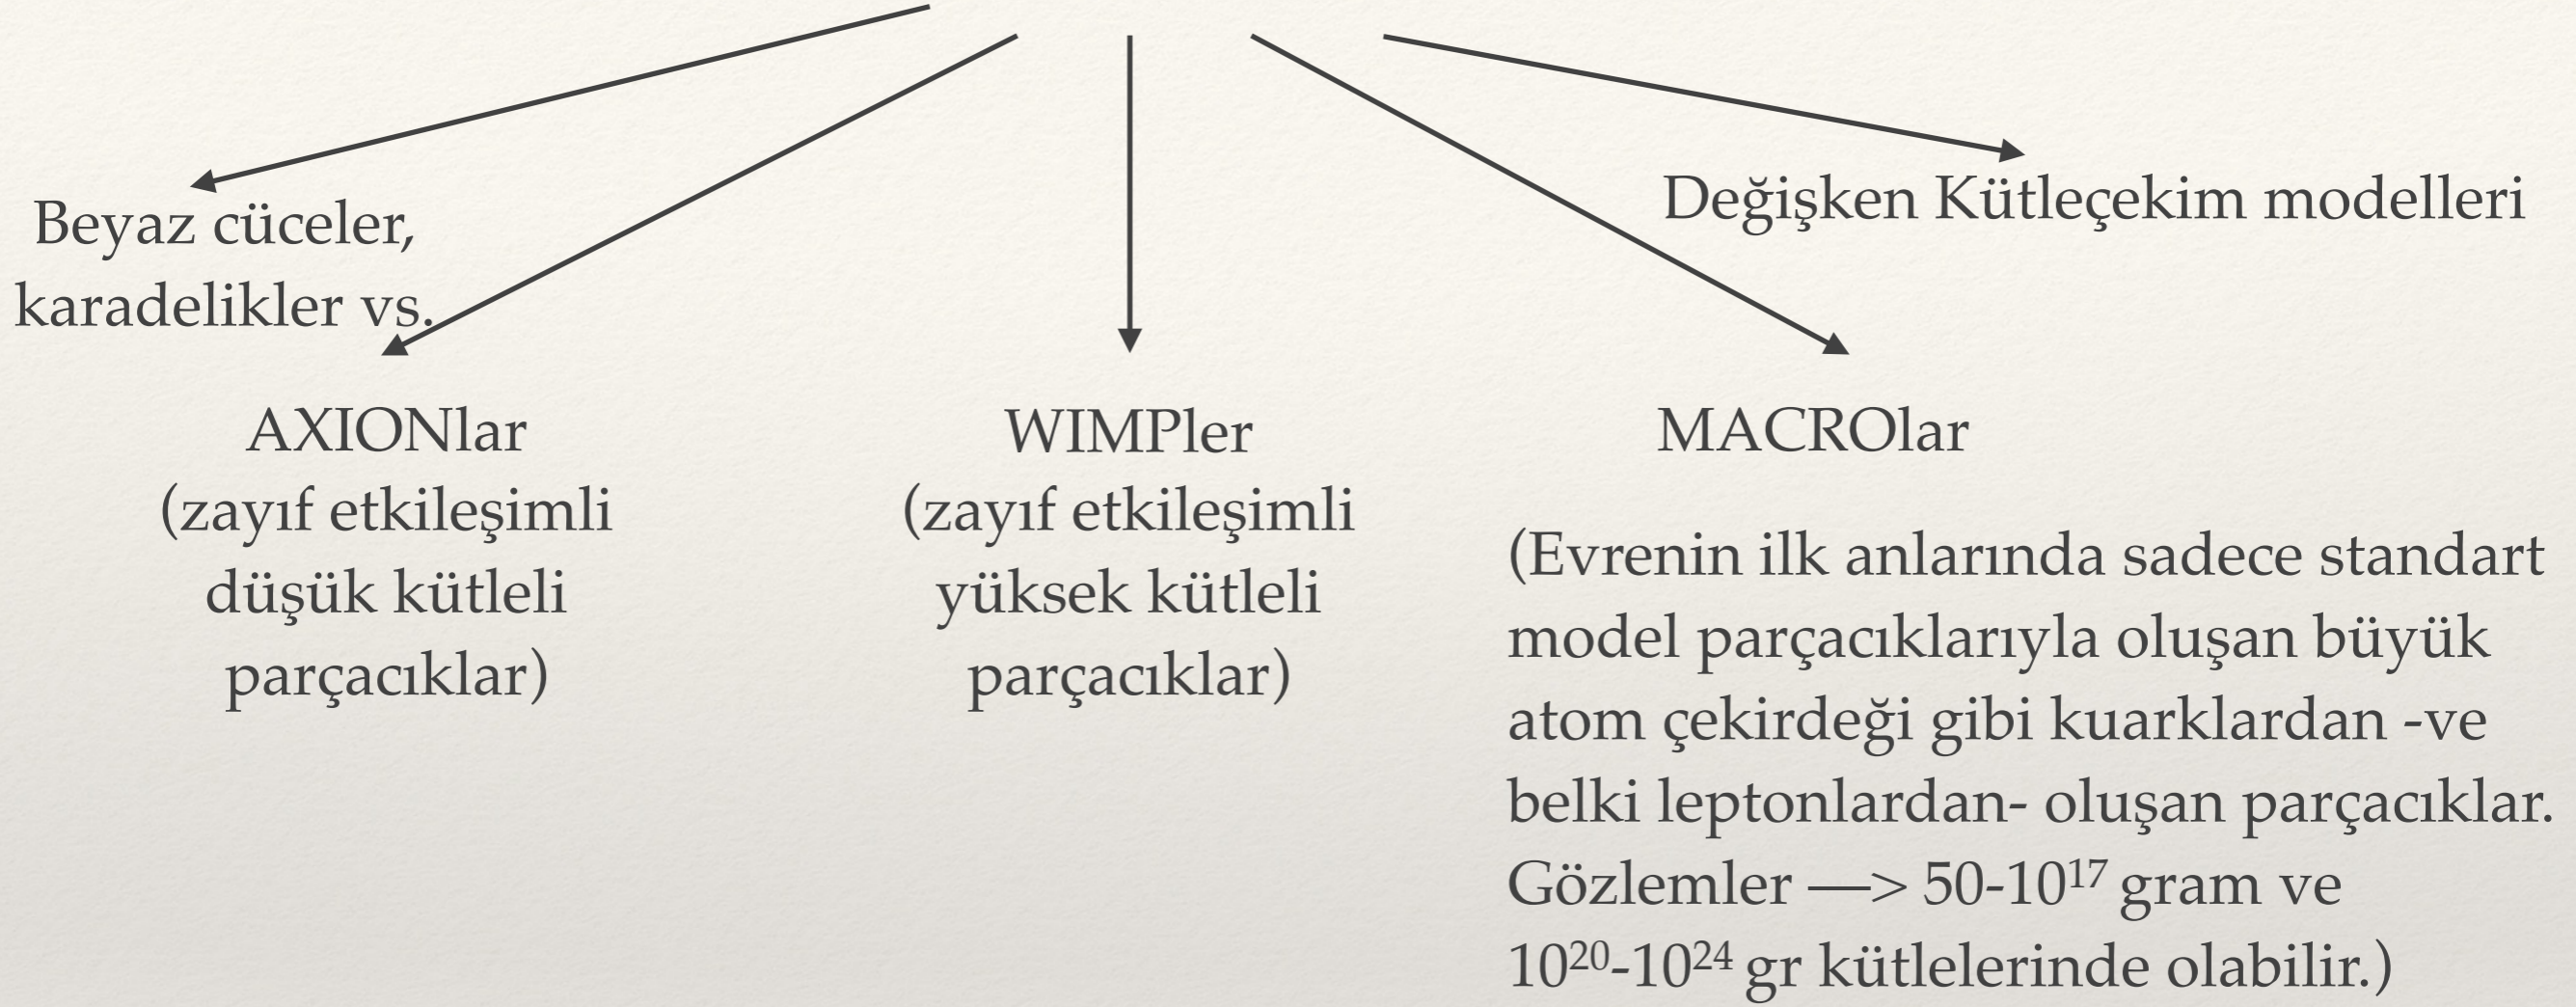 Beyaz cüceler,
karadelikler vs.
Değişken Kütleçekim modelleri
AXIONlar
(zayıf etkileşimli
düşük kütleli
parçacıklar)
WIMPler
(zayıf etkileşimli
yüksek kütleli
parçacıklar)
MACROlar
(Evrenin ilk anlarında sadece standart
model parçacıklarıyla oluşan büyük
atom çekirdeği gibi kuarklardan -ve
belki leptonlardan- oluşan parçacıklar.
Gözlemler —> 50-10¹⁷ gram ve
10²⁰-10²⁴ gr kütlelerinde olabilir.)